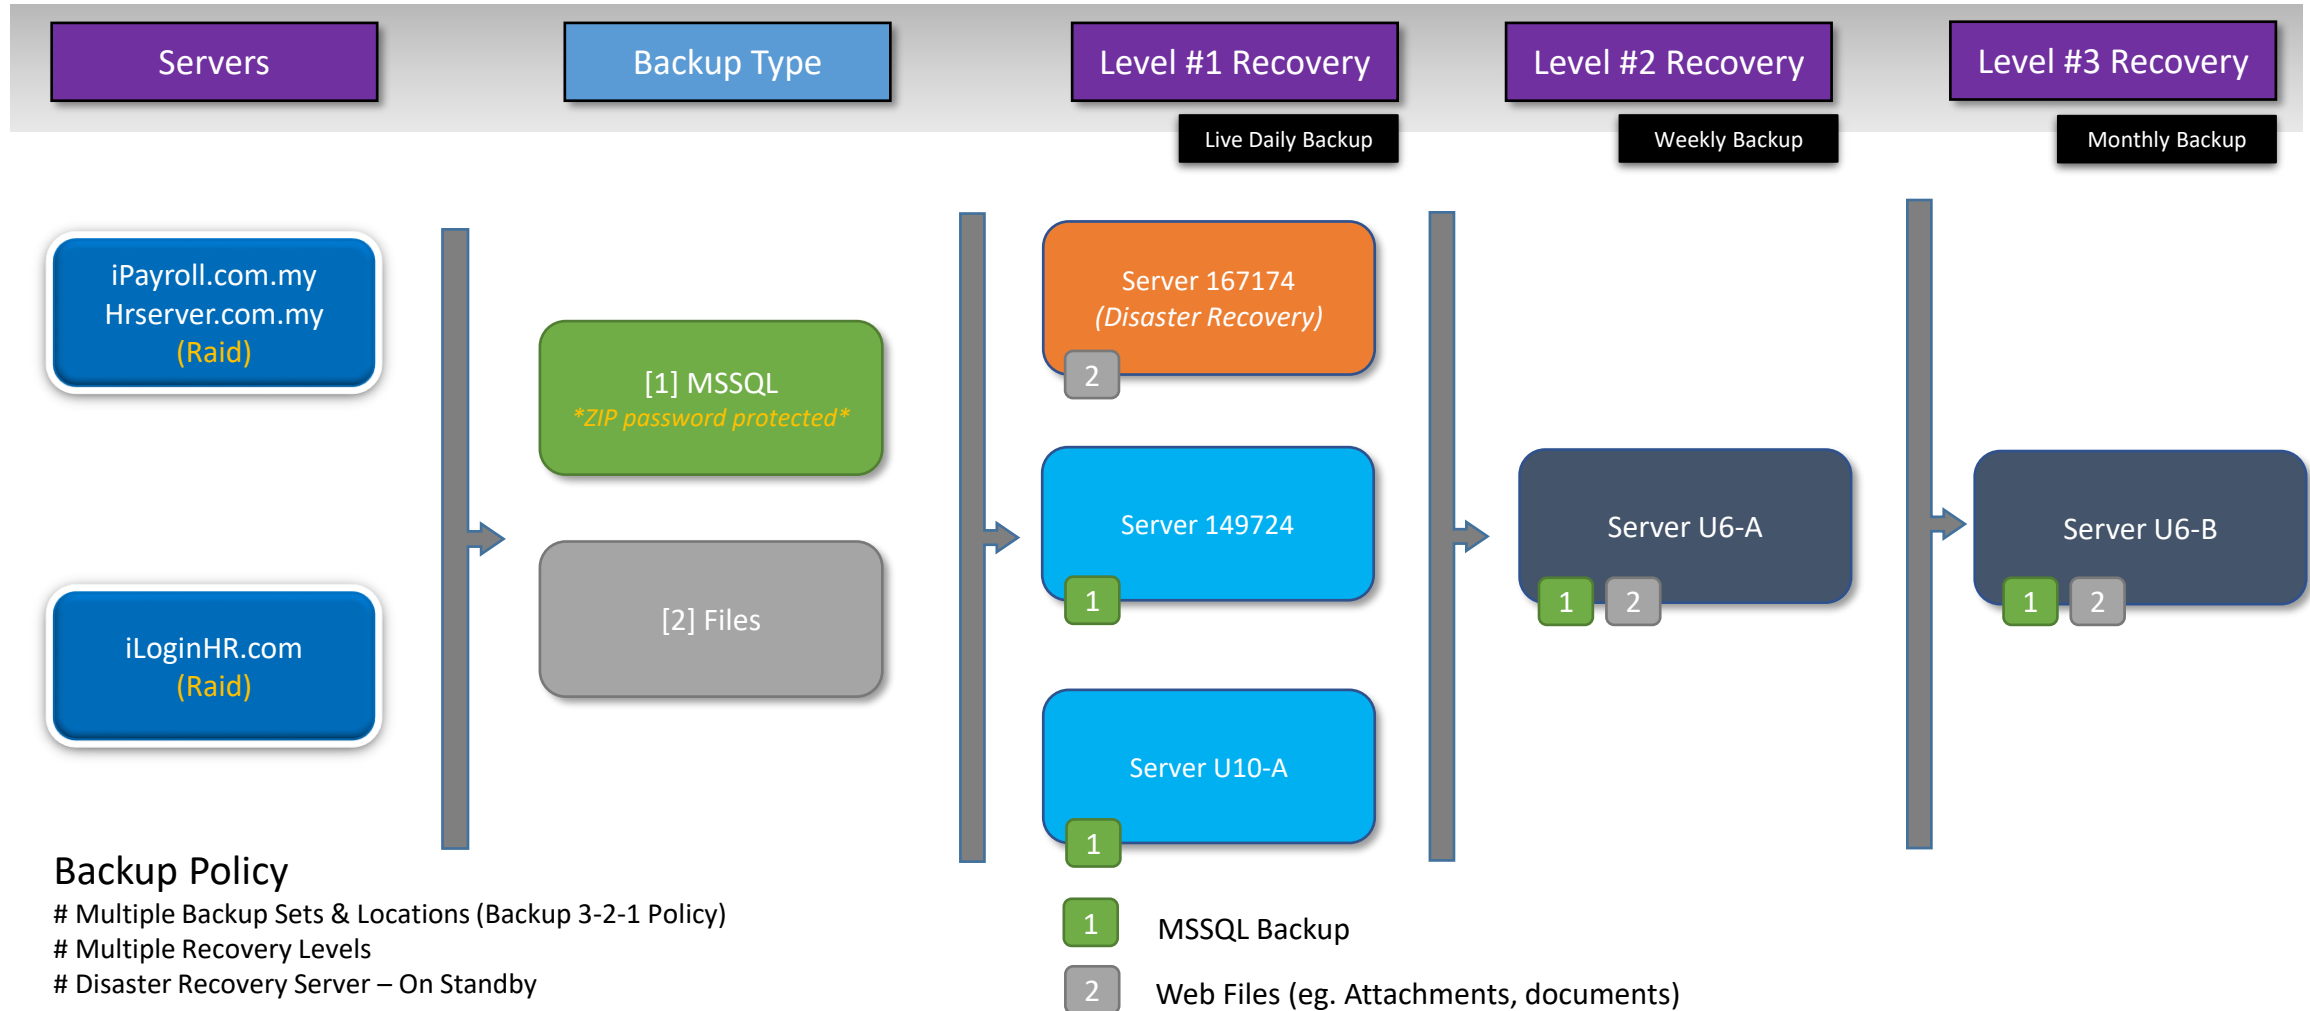 Servers
Backup Type
Level #1 Recovery
Level #2 Recovery
Level #3 Recovery
Live Daily Backup
Weekly Backup
Monthly Backup
iPayroll.com.my
Hrserver.com.my
(Raid)
iLoginHR.com
(Raid)
[1] MSSQL
*ZIP password protected*
[2] Files
Server 167174
(Disaster Recovery)
2
Server 149724
1
Server U10-A
1
Server U6-A
1 2
Server U6-B
1 2
Backup Policy
# Multiple Backup Sets & Locations (Backup 3-2-1 Policy)
# Multiple Recovery Levels
# Disaster Recovery Server – On Standby
1 MSSQL Backup
2 Web Files (eg. Attachments, documents)